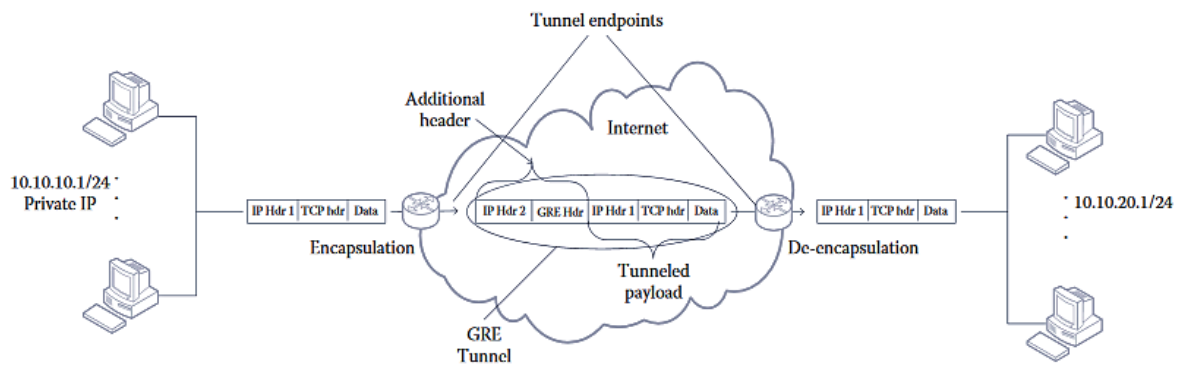 Tunnel endpoints
Additional
header
Internet
10.10.10.1/24
Private IP
IP Hdr 1 TCP hdr Data
IP Hdr 2 GRE Hdr IP Hdr 1 TCP hdr Data
IP Hdr 1 TCP hdr Data
10.10.20.1/24
Encapsulation
De-encapsulation
Tunneled
payload
GRE
Tunnel